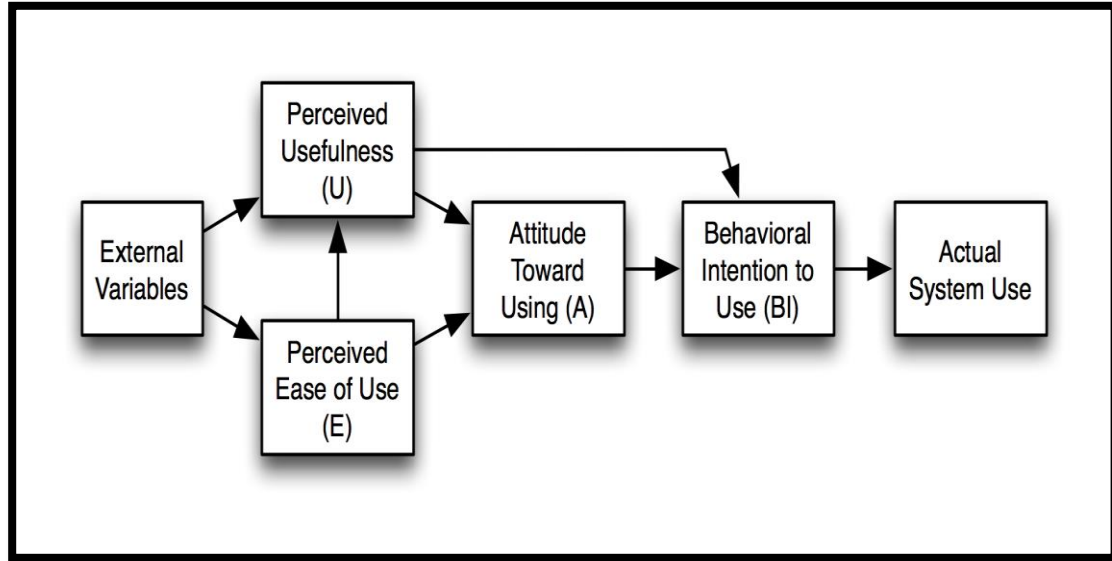 External
Variables
Perceived
Usefulness
(U)
Perceived
Ease of Use
(E)
Attitude
Toward
Using (A)
Behavioral
Intention to
Use (BI)
Actual
System Use